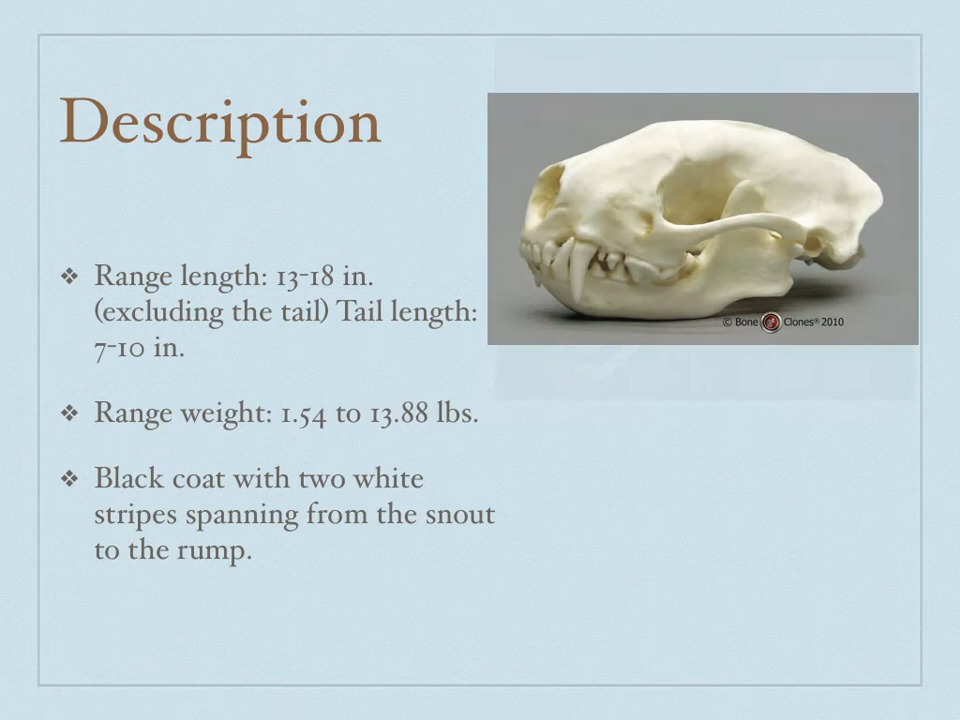 Description
❖ Range length: 13-18 in.
(excluding the tail) Tail length:
7-10 in.
❖ Range weight: 1.54 to 13.88 lbs.
❖ Black coat with two white
stripes spanning from the snout
to the rump.
© Bone Clones® 2010